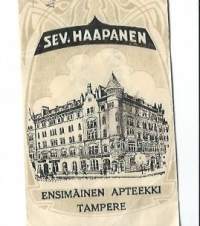 SEV. HAAPANEN
ENSIMÄINEN APTEEKKI
TAMPERE